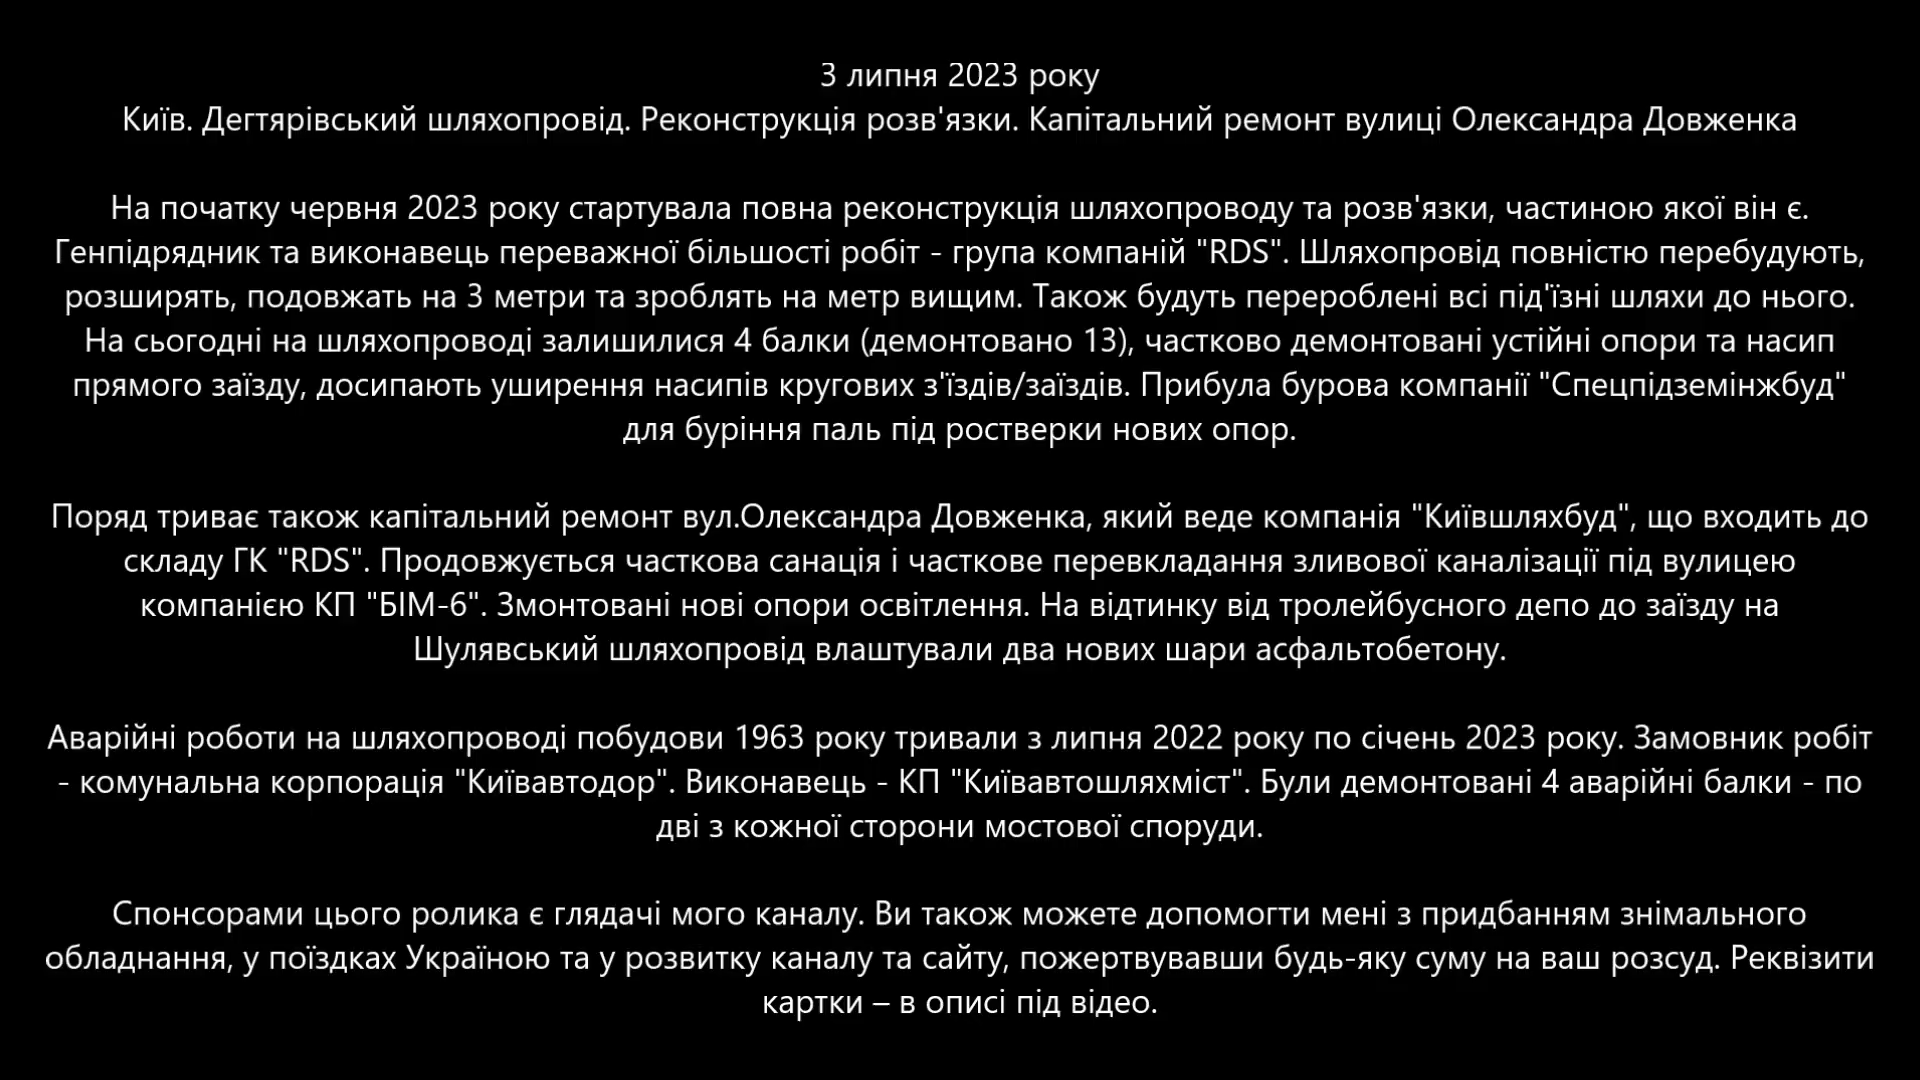 3 липня 2023 року
Київ. Дегтярівський шляхопровід. Реконструкція розв'язки. Капітальний ремонт вулиці Олександра Довженка
На початку червня 2023 року стартувала повна реконструкція шляхопроводу та розв'язки, частиною якої він є.
Генпідрядник та виконавець переважної більшості робіт - група компаній "RDS". Шляхопровід повністю перебудують,
розширять, подовжать на 3 метри та зроблять на метр вищим. Також будуть перероблені всі під'їзні шляхи до нього.
На сьогодні на шляхопроводі залишилися 4 балки (демонтовано 13), частково демонтовані устійні опори та насип
прямого заїзду, досипають уширення насипів кругових з'їздів/заїздів. Прибула бурова компанії "Спецпідземінжбуд"
для буріння паль під ростверки нових опор.
Поряд триває також капітальний ремонт вул.Олександра Довженка, який веде компанія "Київшляхбуд", що входить до
складу ГК "RDS". Продовжується часткова санація і часткове перевкладання зливової каналізації під вулицею
компанією КП "БІМ-6". Змонтовані нові опори освітлення. На відтинку від тролейбусного депо до заїзду на
Шулявський шляхопровід влаштували два нових шари асфальтобетону.
Аварійні роботи на шляхопроводі побудови 1963 року тривали з липня 2022 року по січень 2023 року. Замовник робіт
- комунальна корпорація "Київавтодор". Виконавець - КП "Київавтошляхміст". Були демонтовані 4 аварійні балки - по
дві з кожної сторони мостової споруди.
Спонсорами цього ролика є глядачі мого каналу. Ви також можете допомогти мені з придбанням знімального
обладнання, у поїздках Україною та у розвитку каналу та сайту, пожертвувавши будь-яку суму на ваш розсуд. Реквізити
картки – в описі під відео.